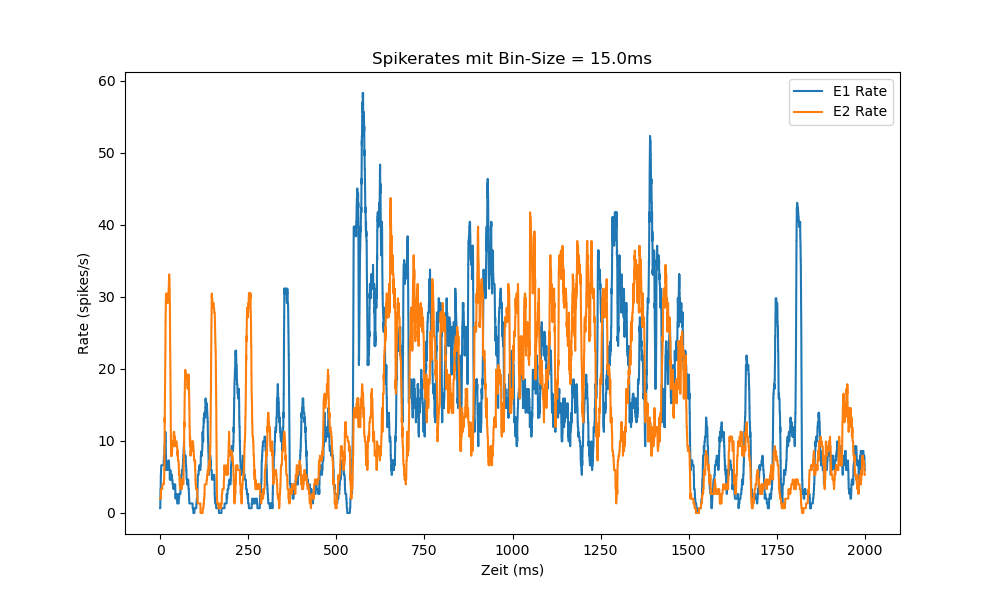 Spikerates mit Bin-Size = 15.0ms
E1 Rate
E2 Rate
60
50
40
30
20
10
0
Rate (spikes/s)
0 250 500 750 1000 1250 1500 1750 2000
Zeit (ms)